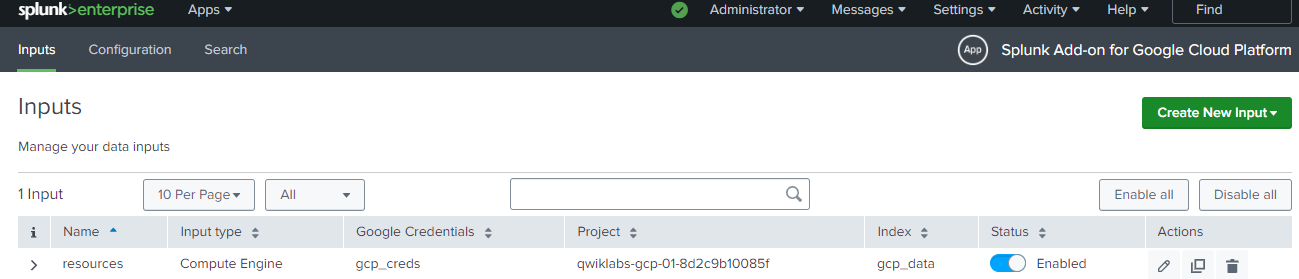 splunk>enterprise Apps Administrator Messages Settings Activity Help Find
Inputs Configuration Search App Splunk Add-on for Google Cloud Platform
Inputs
Create New Input
Manage your data inputs
1 Input 10 Per Page All Enable all Disable all
i Name Input type Google Credentials Project Index Status Actions
resources Compute Engine gcp_creds qwiklabs-gcp-01-8d2c9b10085f gcp_data Enabled